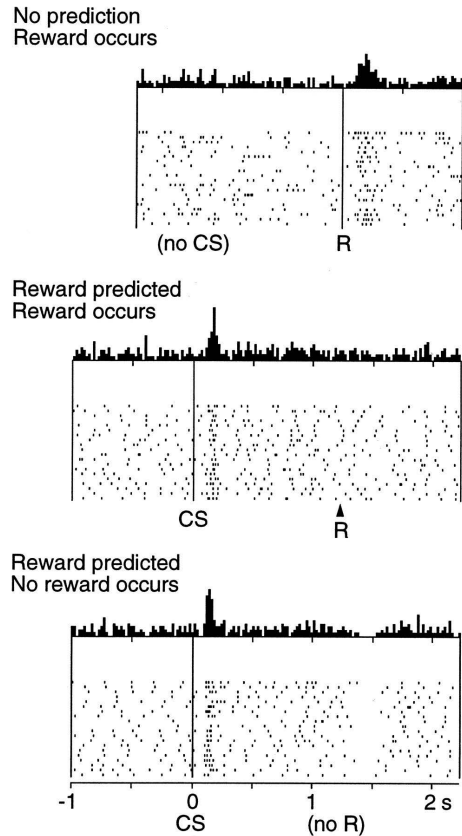 No prediction
Reward occurs
(no CS) R
Reward predicted
Reward occurs
CS
R
Reward predicted
No reward occurs
-1 0 1 2 s
CS (no R)